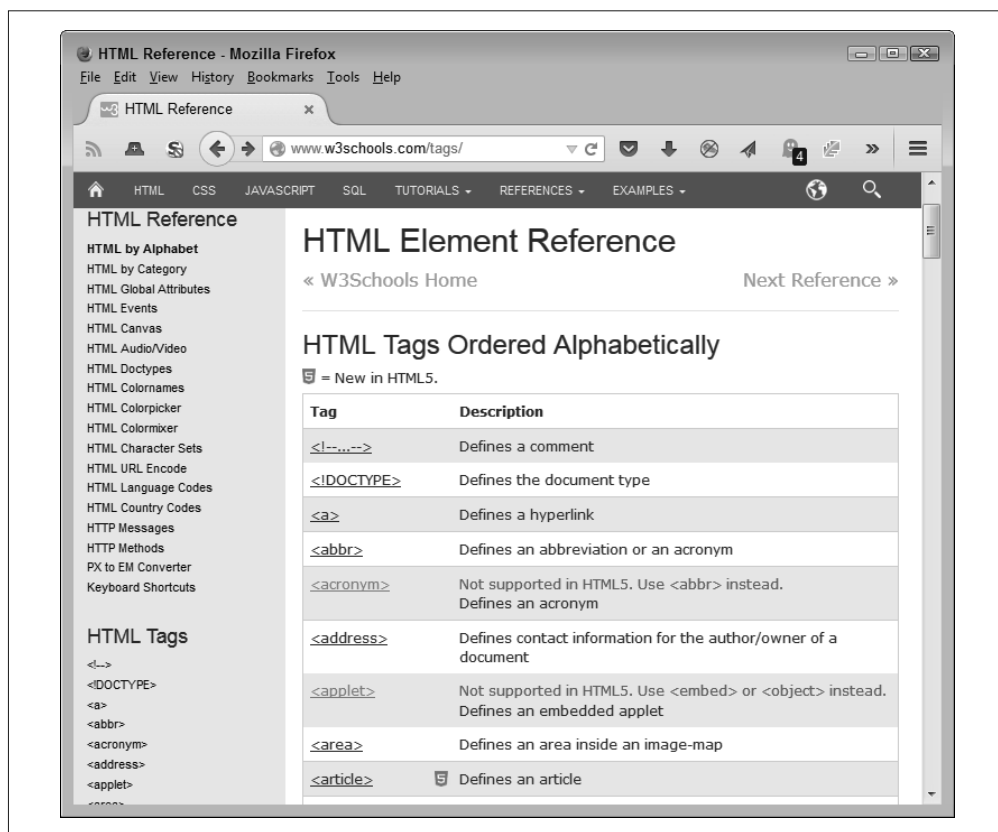 HTML Reference - Mozilla Firefox
File Edit View History Bookmarks Tools Help
HTML Reference
www.w3schools.com/tags/
4
HTML CSS JAVASCRIPT SQL TUTORIALS REFERENCES EXAMPLES
HTML Reference
HTML by Alphabet
HTML by Category
HTML Global Attributes
HTML Events
HTML Canvas
HTML Audio/Video
HTML Doctypes
HTML Colornames
HTML Colorpicker
HTML Colormixer
HTML Character Sets
HTML URL Encode
HTML Language Codes
HTML Country Codes
HTTP Messages
HTTP Methods
PX to EM Converter
Keyboard Shortcuts
HTML Tags
<!-->
<!DOCTYPE>
<a>
<abbr>
<acronym>
<address>
<applet>
HTML Element Reference
« W3Schools Home Next Reference »
HTML Tags Ordered Alphabetically
5 = New in HTML5.
Tag Description
<!--...--> Defines a comment
<!DOCTYPE> Defines the document type
<a> Defines a hyperlink
<abbr> Defines an abbreviation or an acronym
<acronym> Not supported in HTML5. Use <abbr> instead.
Defines an acronym
<address> Defines contact information for the author/owner of a
document
<applet> Not supported in HTML5. Use <embed> or <object> instead.
Defines an embedded applet
<area> Defines an area inside an image-map
<article> 5 Defines an article